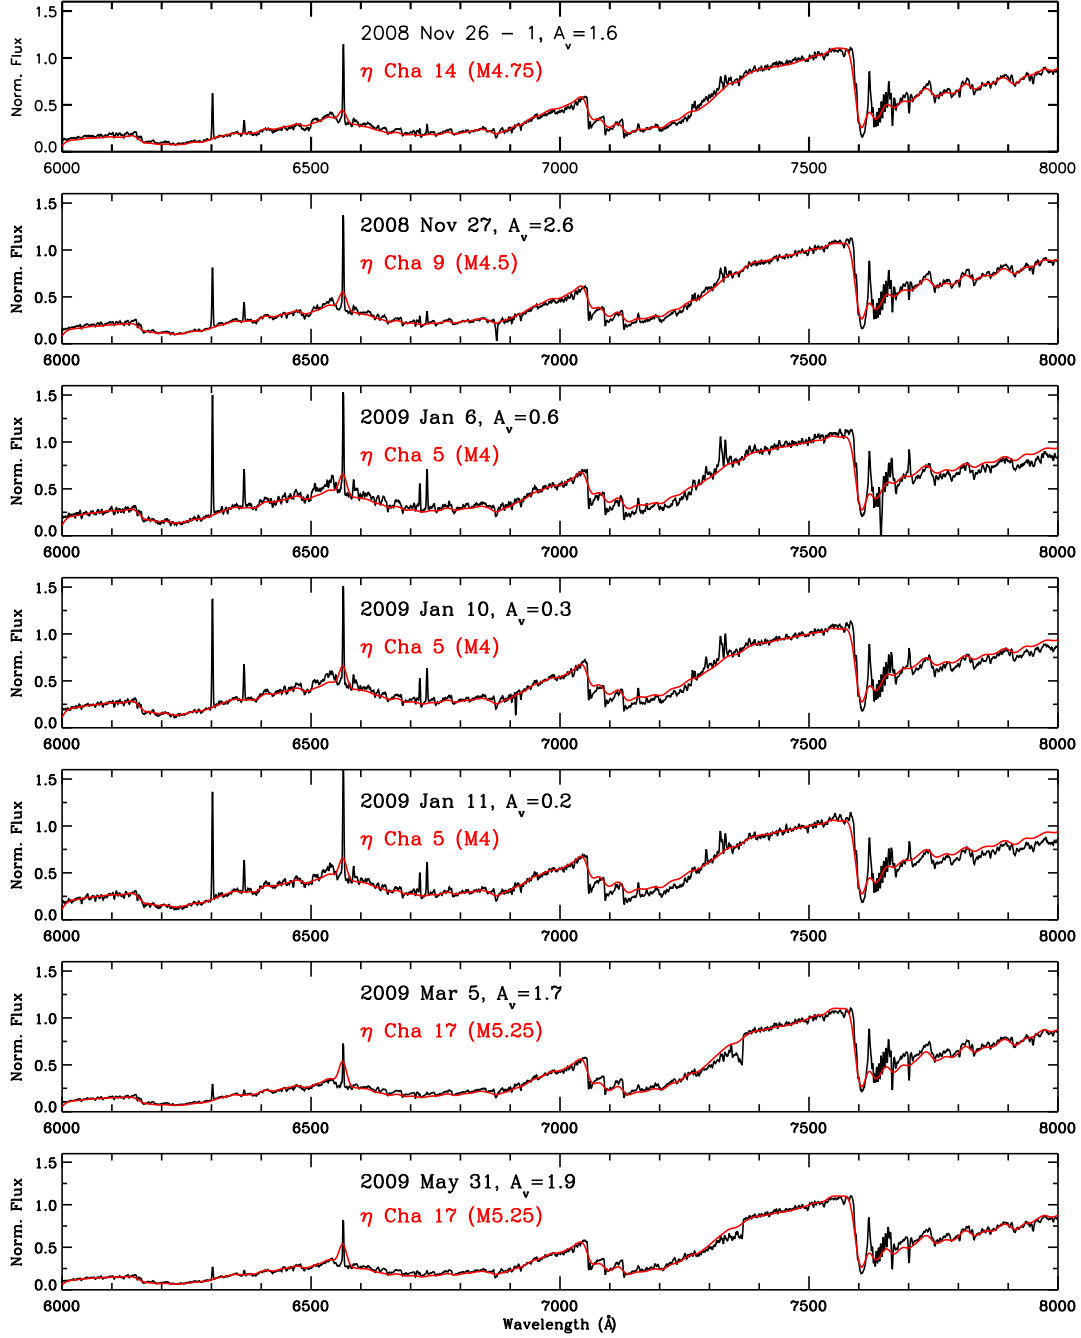 1.5
2008 Nov 26 - 1, Av=1.6
η Cha 14 (M4.75)
1.0
0.5
0.0
Norm. Flux
6000 6500 7000 7500 8000
1.5
2008 Nov 27, Av=2.6
η Cha 9 (M4.5)
1.0
0.5
0.0
Norm. Flux
6000 6500 7000 7500 8000
1.5
2009 Jan 6, Av=0.6
η Cha 5 (M4)
1.0
0.5
0.0
Norm. Flux
6000 6500 7000 7500 8000
1.5
2009 Jan 10, Av=0.3
η Cha 5 (M4)
1.0
0.5
0.0
Norm. Flux
6000 6500 7000 7500 8000
1.5
2009 Jan 11, Av=0.2
η Cha 5 (M4)
1.0
0.5
0.0
Norm. Flux
6000 6500 7000 7500 8000
1.5
2009 Mar 5, Av=1.7
η Cha 17 (M5.25)
1.0
0.5
0.0
Norm. Flux
6000 6500 7000 7500 8000
1.5
2009 May 31, Av=1.9
η Cha 17 (M5.25)
1.0
0.5
0.0
Norm. Flux
6000 6500 7000 7500 8000
Wavelength (Å)